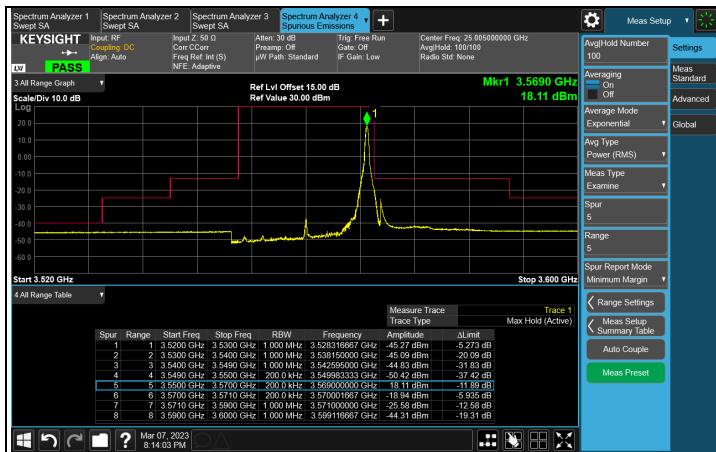 Spectrum Analyzer 1
Swept SA
Spectrum Analyzer 2
Swept SA
Spectrum Analyzer 3
Swept SA
Spectrum Analyzer 4
Spurious Emissions
Meas Setup
KEYSIGHT
Input: RF
Coupling: DC
Align: Auto
Input Z: 50 Ω
Corr CCorr
Freq Ref: Int (S)
NFE: Adaptive
Atten: 30 dB
Preamp: Off
µW Path: Standard
Trig: Free Run
Gate: Off
IF Gain: Low
Center Freq: 25.005000000 GHz
Avg|Hold: 100/100
Radio Std: None
LXI
PASS
3 All Range Graph
Scale/Div 10.0 dB
Ref Lvl Offset 15.00 dB
Ref Value 30.00 dBm
Mkr1 3.5690 GHz
18.11 dBm
Log
20.0
10.0
0.00
-10.0
-20.0
-30.0
-40.0
-50.0
-60.0
1
Start 3.520 GHz
Stop 3.600 GHz
4 All Range Table
Measure Trace Trace 1
Trace Type Max Hold (Active)
Spur Range Start Freq Stop Freq RBW Frequency Amplitude ΔLimit
1 1 3.5200 GHz 3.5300 GHz 1.000 MHz 3.528316667 GHz -45.27 dBm -5.273 dB
2 2 3.5300 GHz 3.5400 GHz 1.000 MHz 3.538150000 GHz -45.09 dBm -20.09 dB
3 3 3.5400 GHz 3.5490 GHz 1.000 MHz 3.542595000 GHz -44.83 dBm -31.83 dB
4 4 3.5490 GHz 3.5500 GHz 200.0 kHz 3.549983333 GHz -50.42 dBm -37.42 dB
5 5 3.5500 GHz 3.5700 GHz 200.0 kHz 3.569000000 GHz 18.11 dBm -11.89 dB
6 6 3.5700 GHz 3.5710 GHz 200.0 kHz 3.570001667 GHz -18.94 dBm -5.935 dB
7 7 3.5710 GHz 3.5900 GHz 1.000 MHz 3.571000000 GHz -25.58 dBm -12.58 dB
8 8 3.5900 GHz 3.6000 GHz 1.000 MHz 3.599116667 GHz -44.31 dBm -19.31 dB
Avg|Hold Number
100
Averaging
On
Off
Average Mode
Exponential
Avg Type
Power (RMS)
Meas Type
Examine
Spur
5
Range
5
Spur Report Mode
Minimum Margin
Range Settings
Meas Setup
Summary Table
Auto Couple
Meas Preset
Settings
Meas
Standard
Advanced
Global
?
Mar 07, 2023
8:14:03 PM